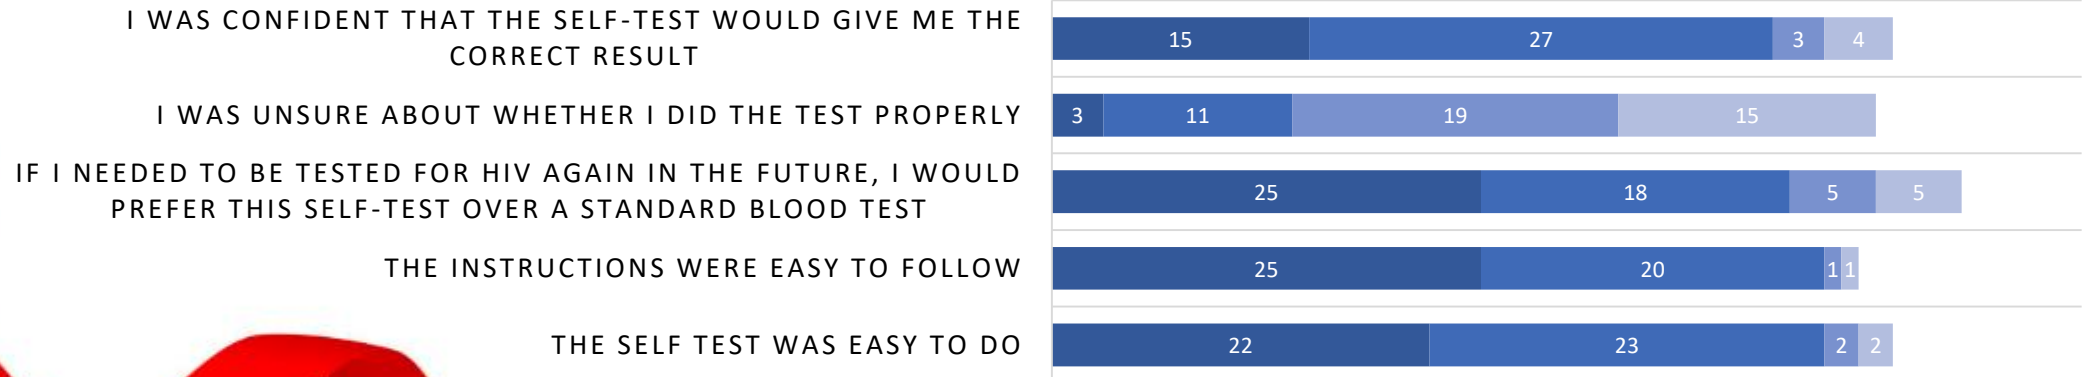 I WAS CONFIDENT THAT THE SELF-TEST WOULD GIVE ME THE
CORRECT RESULT
15 27 3 4
I WAS UNSURE ABOUT WHETHER I DID THE TEST PROPERLY
3 11 19 15
IF I NEEDED TO BE TESTED FOR HIV AGAIN IN THE FUTURE, I WOULD
PREFER THIS SELF-TEST OVER A STANDARD BLOOD TEST
25 18 5 5
THE INSTRUCTIONS WERE EASY TO FOLLOW
25 20 1 1
THE SELF TEST WAS EASY TO DO
22 23 2 2